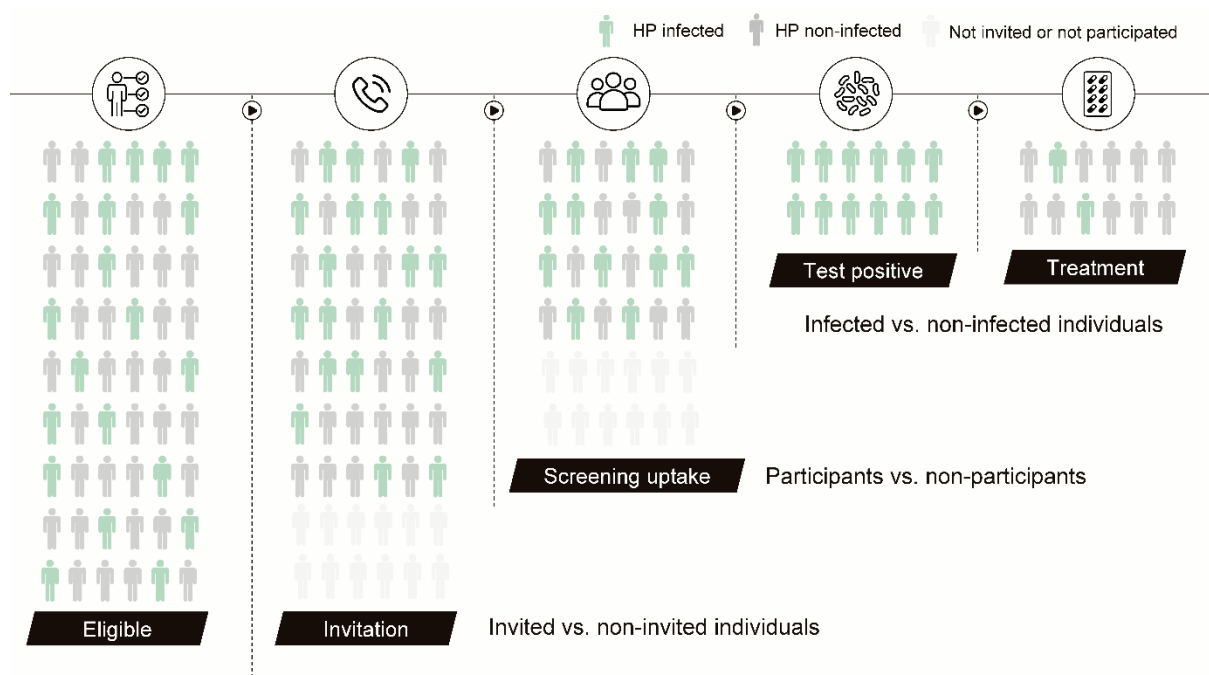 HP infected
HP non-infected
Not invited or not participated
Test positive
Treatment
Infected vs. non-infected individuals
Screening uptake
Participants vs. non-participants
Eligible
Invitation
Invited vs. non-invited individuals